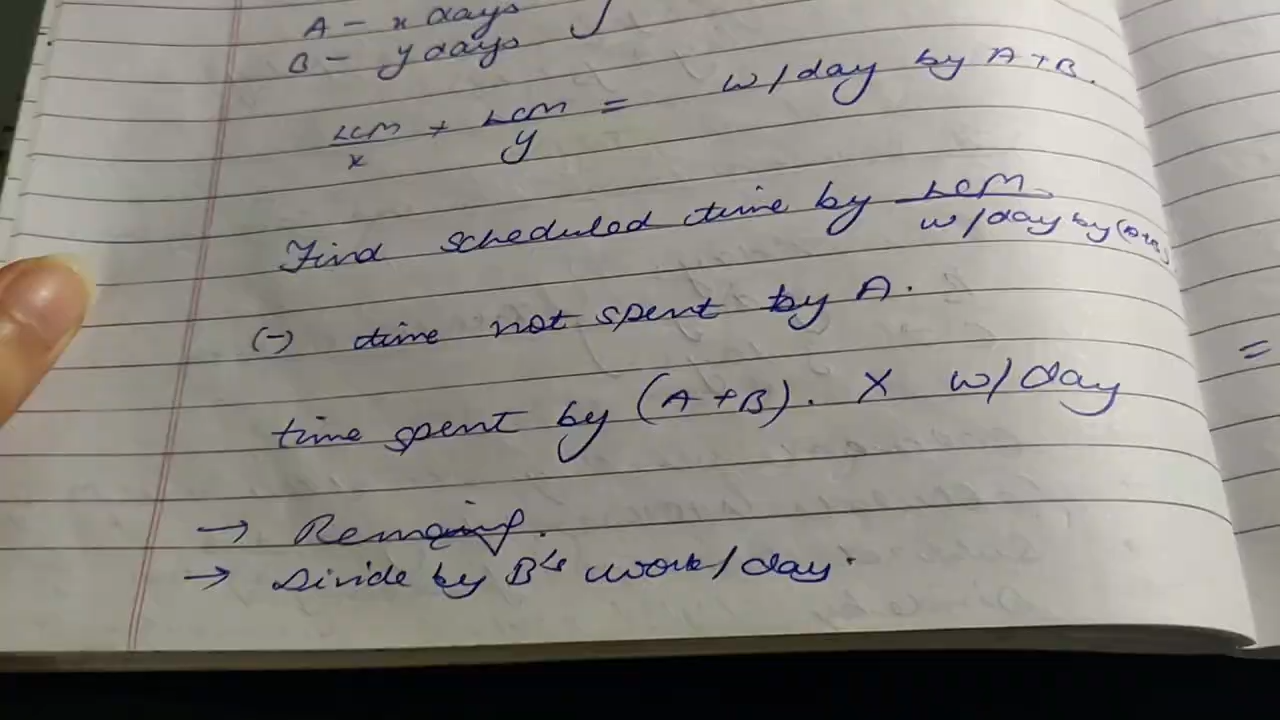 A - x days
B - y days
LCM/x + LCM/y = w/day by A+B.
Find scheduled time by LCM/w/day by (A+B).
(-) time not spent by A.
time spent by (A+B). X w/day
=
→ Remaing.
→ Divide by B's work/day.